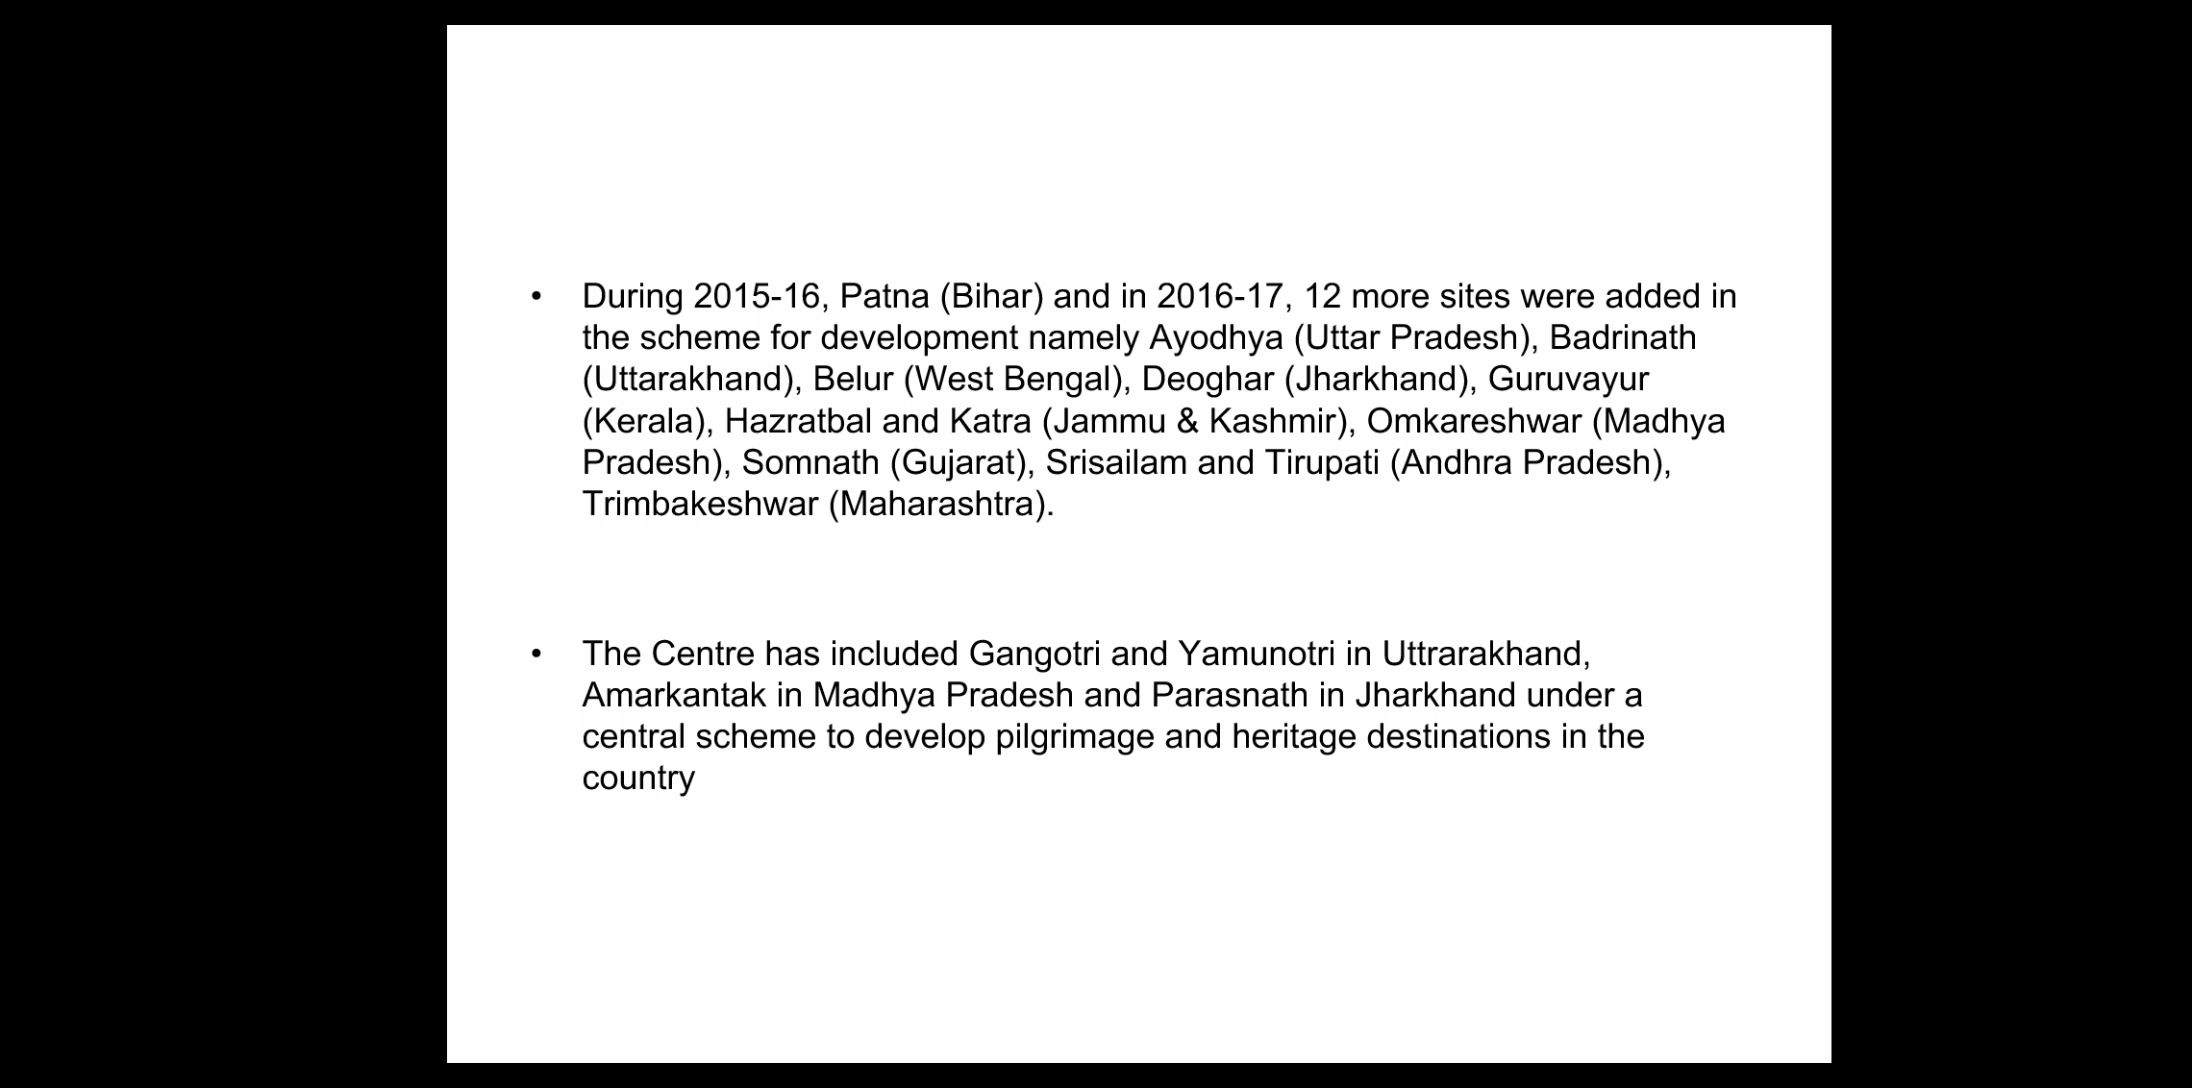 • During 2015-16, Patna (Bihar) and in 2016-17, 12 more sites were added in
the scheme for development namely Ayodhya (Uttar Pradesh), Badrinath
(Uttarakhand), Belur (West Bengal), Deoghar (Jharkhand), Guruvayur
(Kerala), Hazratbal and Katra (Jammu & Kashmir), Omkareshwar (Madhya
Pradesh), Somnath (Gujarat), Srisailam and Tirupati (Andhra Pradesh),
Trimbakeshwar (Maharashtra).
• The Centre has included Gangotri and Yamunotri in Uttrarakhand,
Amarkantak in Madhya Pradesh and Parasnath in Jharkhand under a
central scheme to develop pilgrimage and heritage destinations in the
country